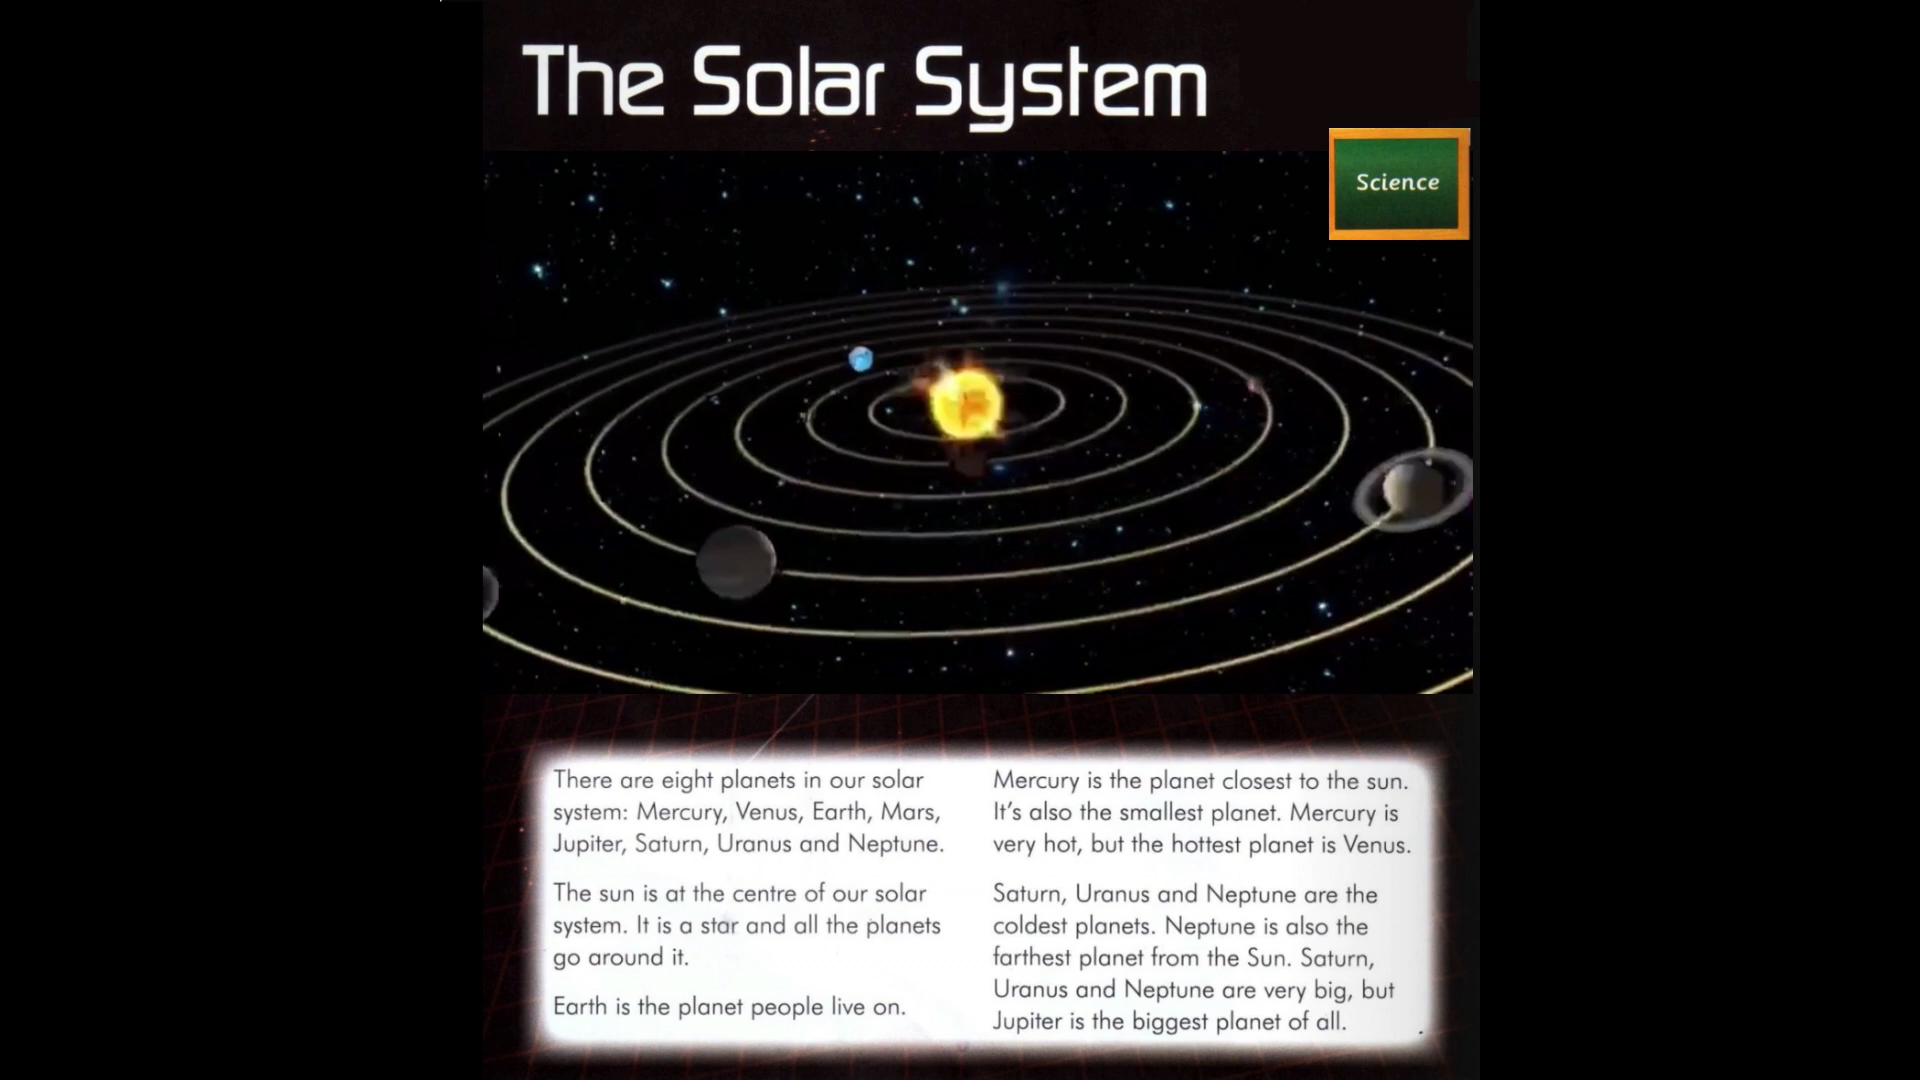 The Solar System
Science
There are eight planets in our solar
system: Mercury, Venus, Earth, Mars,
Jupiter, Saturn, Uranus and Neptune.
The sun is at the centre of our solar
system. It is a star and all the planets
go around it.
Earth is the planet people live on.
Mercury is the planet closest to the sun.
It's also the smallest planet. Mercury is
very hot, but the hottest planet is Venus.
Saturn, Uranus and Neptune are the
coldest planets. Neptune is also the
farthest planet from the Sun. Saturn,
Uranus and Neptune are very big, but
Jupiter is the biggest planet of all.